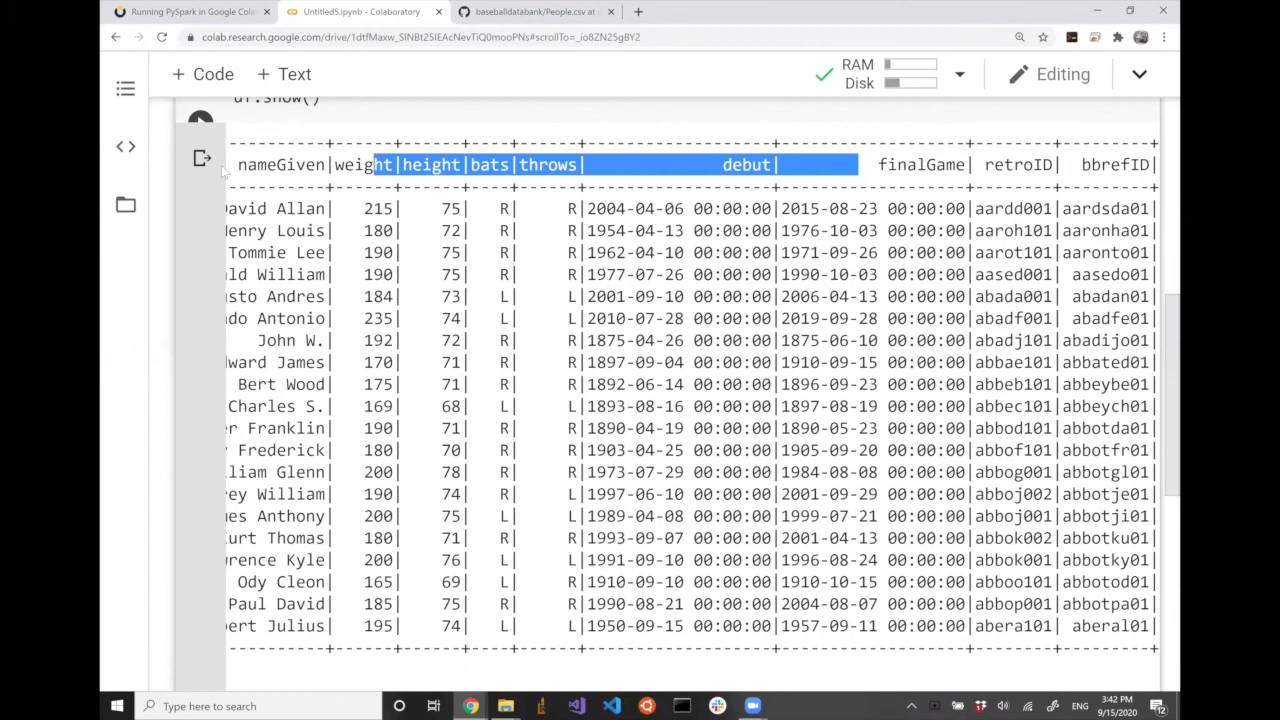 Running PySpark in Google Cola
Untitled5.ipynb - Colaboratory
baseballdatabank/People.csv at m
colab.research.google.com/drive/1dtfMaxw_SlNBt25IEAcNevTiQ0mooPNs#scrollTo=_io8ZN25gBY2
+ Code + Text
RAM
Disk
Editing
df.show()
nameGiven|weight|height|bats|throws| debut| finalGame| retroID| bbrefID|
David Allan| 215| 75| R| R|2004-04-06 00:00:00|2015-08-23 00:00:00|aardd001|aardsda01|
Henry Louis| 180| 72| R| R|1954-04-13 00:00:00|1976-10-03 00:00:00|aaroh101|aaronha01|
Tommie Lee| 190| 75| R| R|1962-04-10 00:00:00|1971-09-26 00:00:00|aarot101|aaronto01|
ald William| 190| 75| R| R|1977-07-26 00:00:00|1990-10-03 00:00:00|aased001| aasedo01|
usto Andres| 184| 73| L| L|2001-09-10 00:00:00|2006-04-13 00:00:00|abada001| abadan01|
do Antonio| 235| 74| L| L|2010-07-28 00:00:00|2019-09-28 00:00:00|abadf001| abadfe01|
John W.| 192| 72| R| R|1875-04-26 00:00:00|1875-06-10 00:00:00|abadj101|abadijo01|
dward James| 170| 71| R| R|1897-09-04 00:00:00|1910-09-15 00:00:00|abbae101|abbated01|
Bert Wood| 175| 71| R| R|1892-06-14 00:00:00|1896-09-23 00:00:00|abbeb101|abbeybe01|
Charles S.| 169| 68| L| L|1893-08-16 00:00:00|1897-08-19 00:00:00|abbec101|abbeych01|
er Franklin| 190| 71| R| R|1890-04-19 00:00:00|1890-05-23 00:00:00|abbod101|abbotda01|
y Frederick| 180| 70| R| R|1903-04-25 00:00:00|1905-09-20 00:00:00|abbof101|abbotfr01|
lliam Glenn| 200| 78| R| R|1973-07-29 00:00:00|1984-08-08 00:00:00|abbog001|abbotgl01|
rey William| 190| 74| R| L|1997-06-10 00:00:00|2001-09-29 00:00:00|abboj002|abbotje01|
mes Anthony| 200| 75| L| L|1989-04-08 00:00:00|1999-07-21 00:00:00|abboj001|abbotji01|
Kurt Thomas| 180| 71| R| R|1993-09-07 00:00:00|2001-04-13 00:00:00|abbok002|abbotku01|
wrence Kyle| 200| 76| L| L|1991-09-10 00:00:00|1996-08-24 00:00:00|abbok001|abbotky01|
Ody Cleon| 165| 69| L| R|1910-09-10 00:00:00|1910-10-15 00:00:00|abboo101|abbotod01|
Paul David| 185| 75| R| R|1990-08-21 00:00:00|2004-08-07 00:00:00|abbop001|abbotpa01|
bert Julius| 195| 74| L| L|1950-09-15 00:00:00|1957-09-11 00:00:00|abera101| aberal01|
Type here to search
ENG
3:42 PM
9/15/2020
12